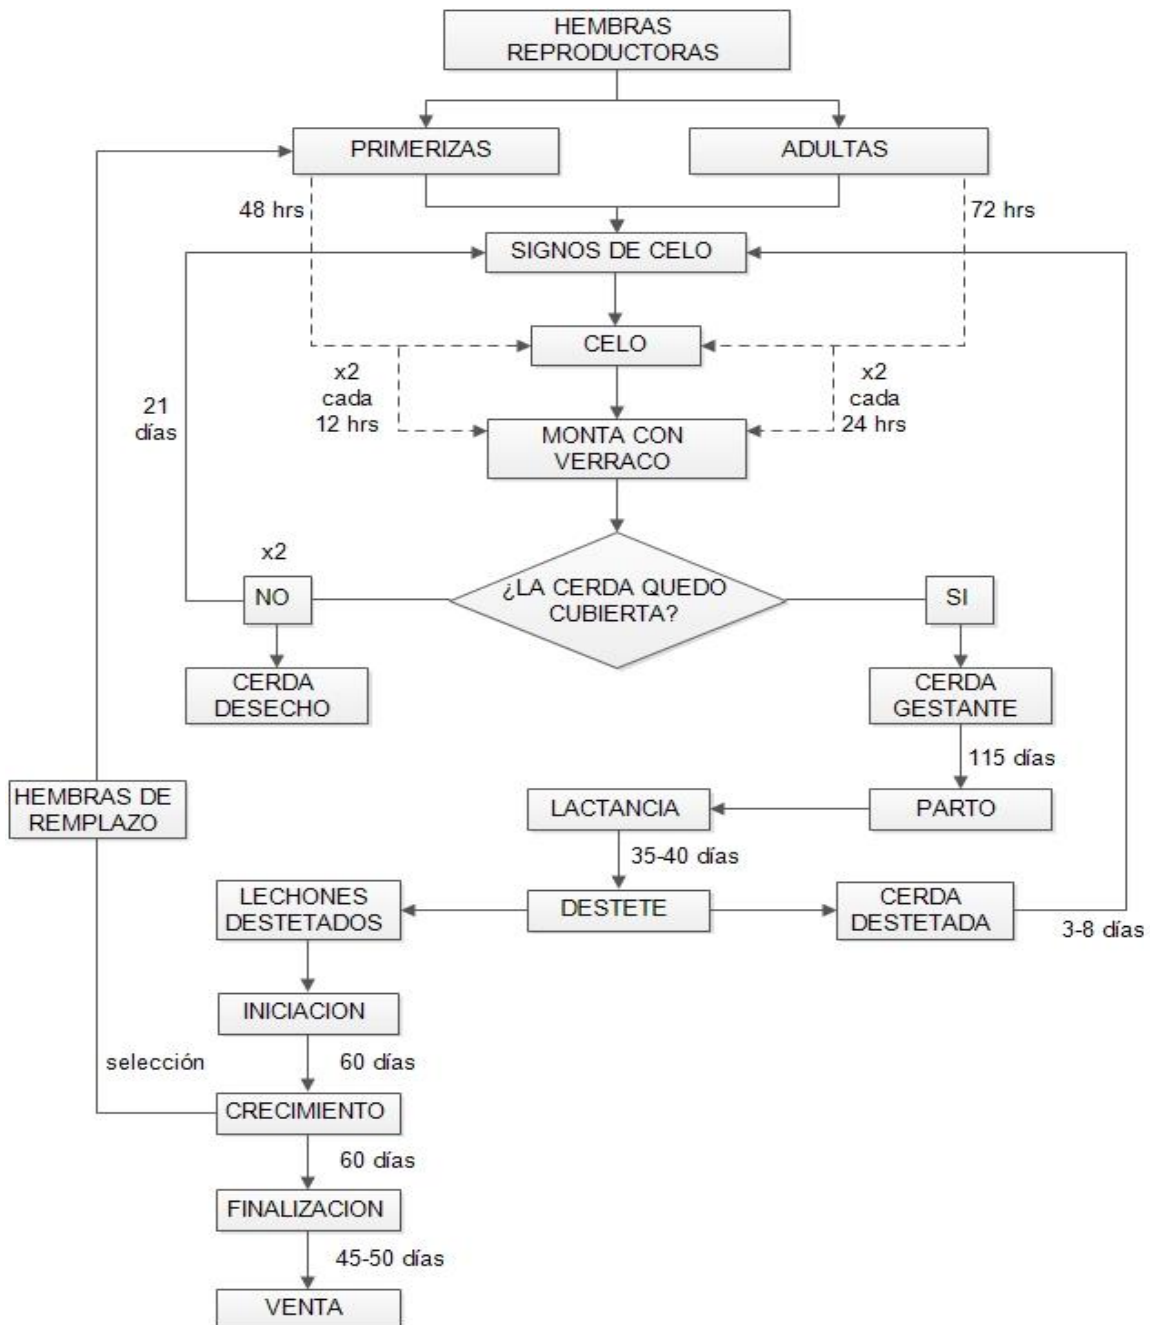 HEMBRAS
REPRODUCTORAS
PRIMERIZAS
ADULTAS
48 hrs
72 hrs
SIGNOS DE CELO
CELO
x2
cada
12 hrs
x2
cada
24 hrs
21
días
MONTA CON
VERRACO
x2
NO
¿LA CERDA QUEDO
CUBIERTA?
SI
CERDA
DESECHO
CERDA
GESTANTE
115 días
HEMBRAS DE
REMPLAZO
LACTANCIA
PARTO
35-40 días
LECHONES
DESTETADOS
DESTETE
CERDA
DESTETADA
3-8 días
INICIACION
selección
60 días
CRECIMIENTO
60 días
FINALIZACION
45-50 días
VENTA